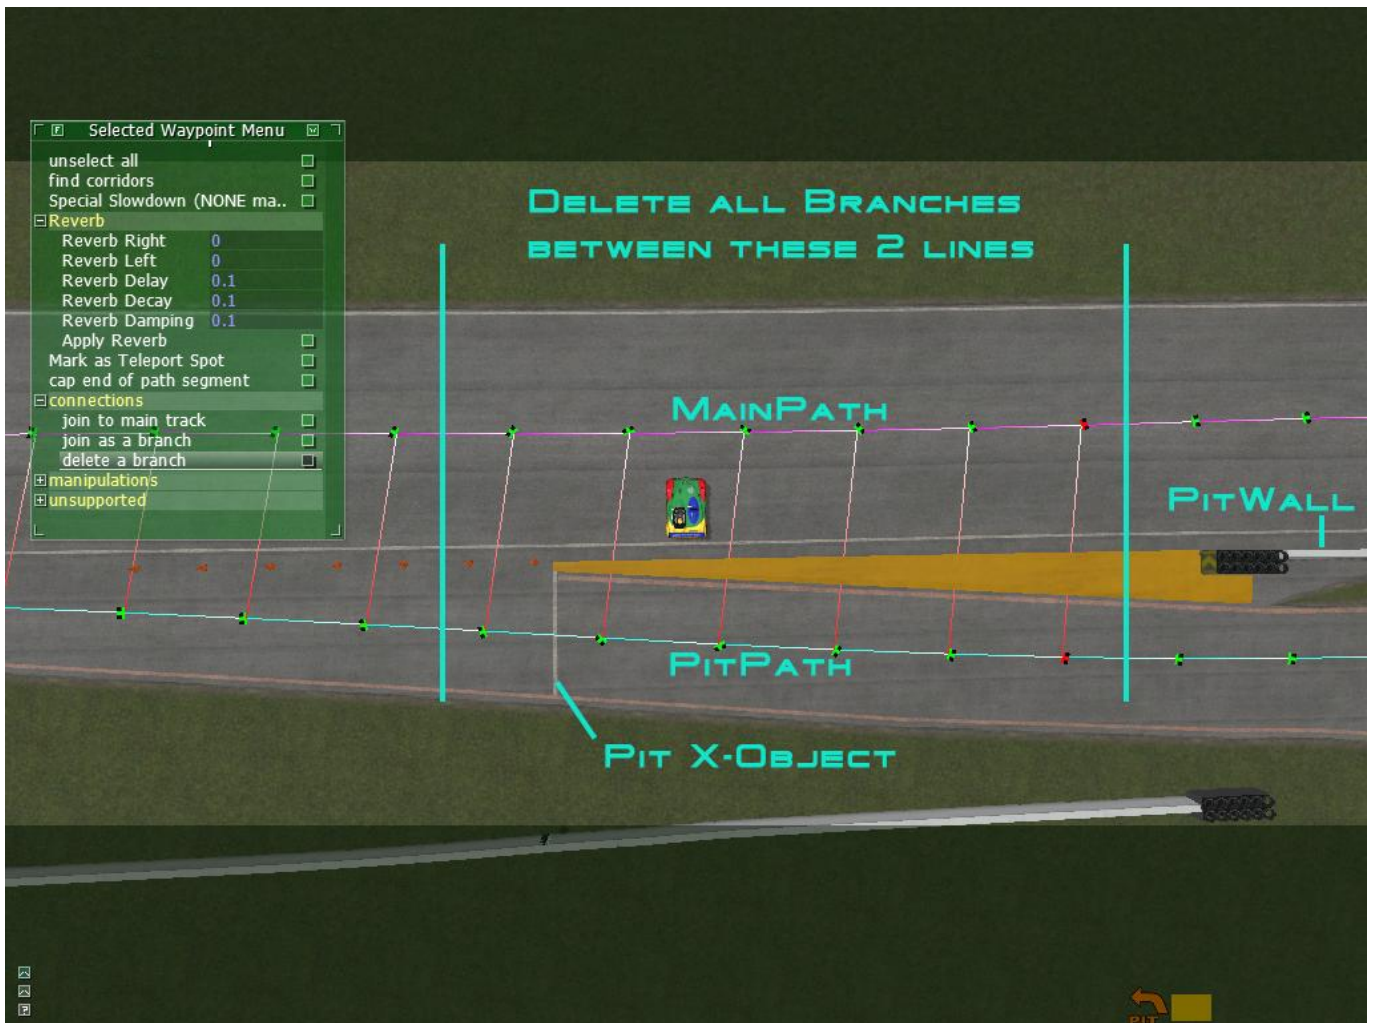 Selected Waypoint Menu
unselect all
find corridors
Special Slowdown (NONE ma..
Reverb
Reverb Right 0
Reverb Left 0
Reverb Delay 0.1
Reverb Decay 0.1
Reverb Damping 0.1
Apply Reverb
Mark as Teleport Spot
cap end of path segment
connections
join to main track
join as a branch
delete a branch
manipulations
unsupported
Delete all Branches
between these 2 lines
MainPath
PitWall
PitPath
Pit X-Object
PIT